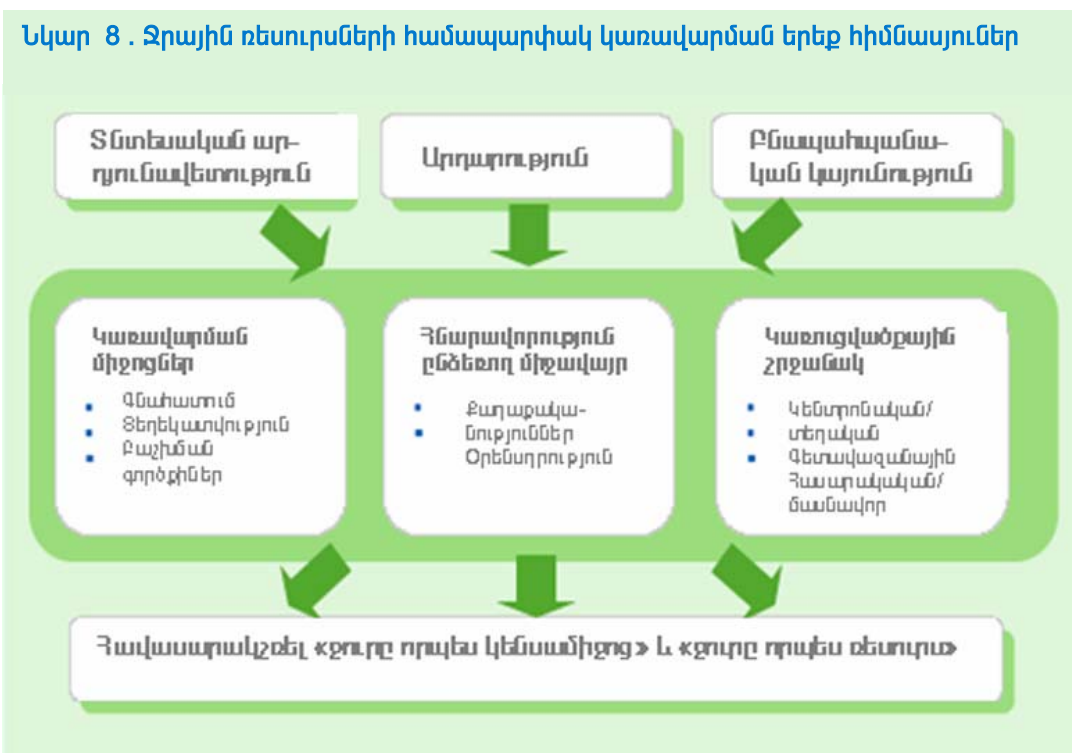 Նկար 8 . Ջրային ռեսուրսների համապարփակ կառավարման երեք հիմնասյուներ
Տնտեսական ար-
դյունավետություն
Արդարություն
Բնապահպանա-
կան կայունություն
Կառավարման
միջոցներ
Գնահատում
Տեղեկատվություն
Բաշխման
գործքիներ
Հնարավորություն
ընձեռող միջավայր
Քաղաքակա-
նություններ
Օրենսդրություն
Կառուցվածքային
շրջանակ
Կենտրոնական/
տեղական
Գետավազանային
Հասարակական/
մասնավոր
Հավասարակշռել «ջուրը որպես կենսամիջոց» և «ջուրը որպես ռեսուրս»